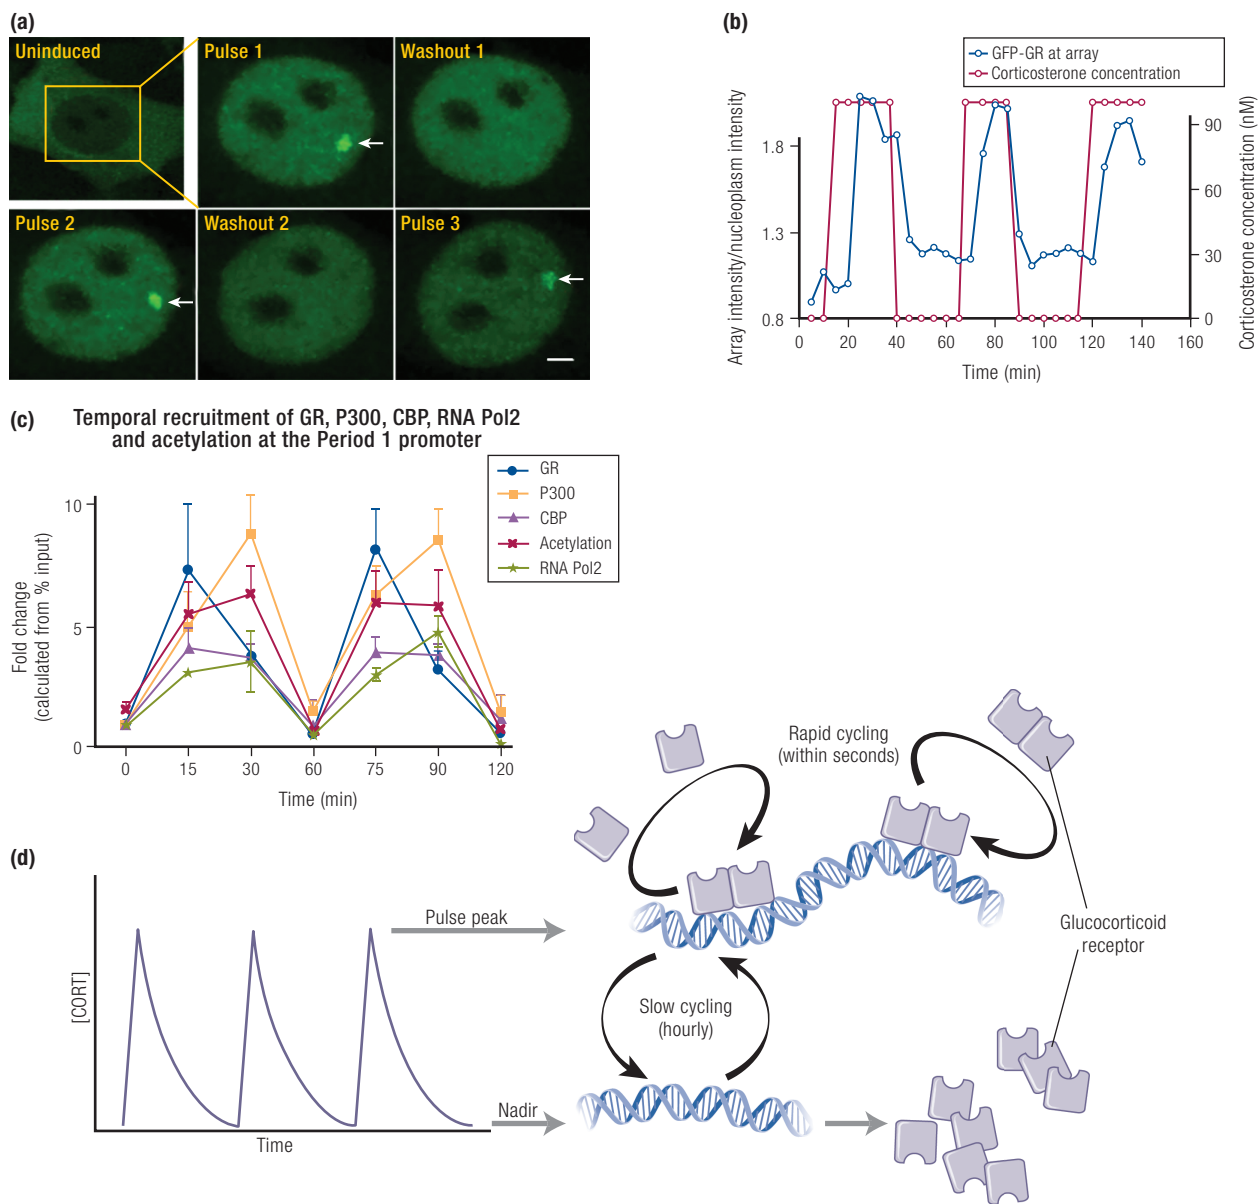 (a)
Uninduced
Pulse 1
Washout 1
Pulse 2
Washout 2
Pulse 3
(b)
GFP-GR at array
Corticosterone concentration
Array intensity/nucleoplasm intensity
1.8
1.3
0.8
90
60
30
0
Corticosterone concentration (nM)
0 20 40 60 80 100 120 140 160
Time (min)
(c)
Temporal recruitment of GR, P300, CBP, RNA Pol2
and acetylation at the Period 1 promoter
GR
P300
CBP
Acetylation
RNA Pol2
Fold change
(calculated from % input)
10
5
0
0 15 30 60 75 90 120
Time (min)
(d)
[CORT]
Time
Pulse peak
Nadir
Rapid cycling
(within seconds)
Slow cycling
(hourly)
Glucocorticoid
receptor